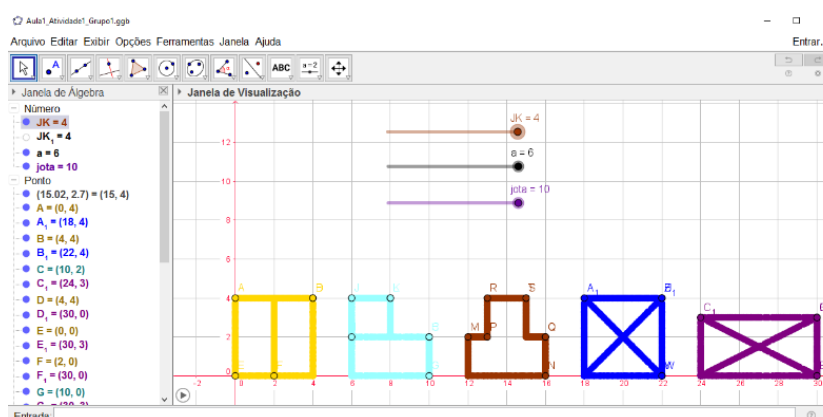 Aula1_Atividade1_Grupo1.ggb
Arquivo Editar Exibir Opções Ferramentas Janela Ajuda
Entrar...
ABC
a=2
Janela de Álgebra
Janela de Visualização
Número
JK = 4
JK₁ = 4
a = 6
jota = 10
Ponto
(15.02, 2.7) = (15, 4)
A = (0, 4)
A₁ = (18, 4)
B = (4, 4)
B₁ = (22, 4)
C = (10, 2)
C₁ = (24, 3)
D = (4, 4)
E₁ = (30, 0)
E = (0, 0)
E₁ = (30, 3)
F = (2, 0)
F₁ = (30, 0)
G = (10, 0)
JK = 4
a = 6
jota = 10
12
10
8
6
4
2
0
-2 0 2 4 6 8 10 12 14 16 18 20 22 24 26 28 30
A
E
F
R S
M P Q
N
A₁ B₁
W
C₁
Entrada: